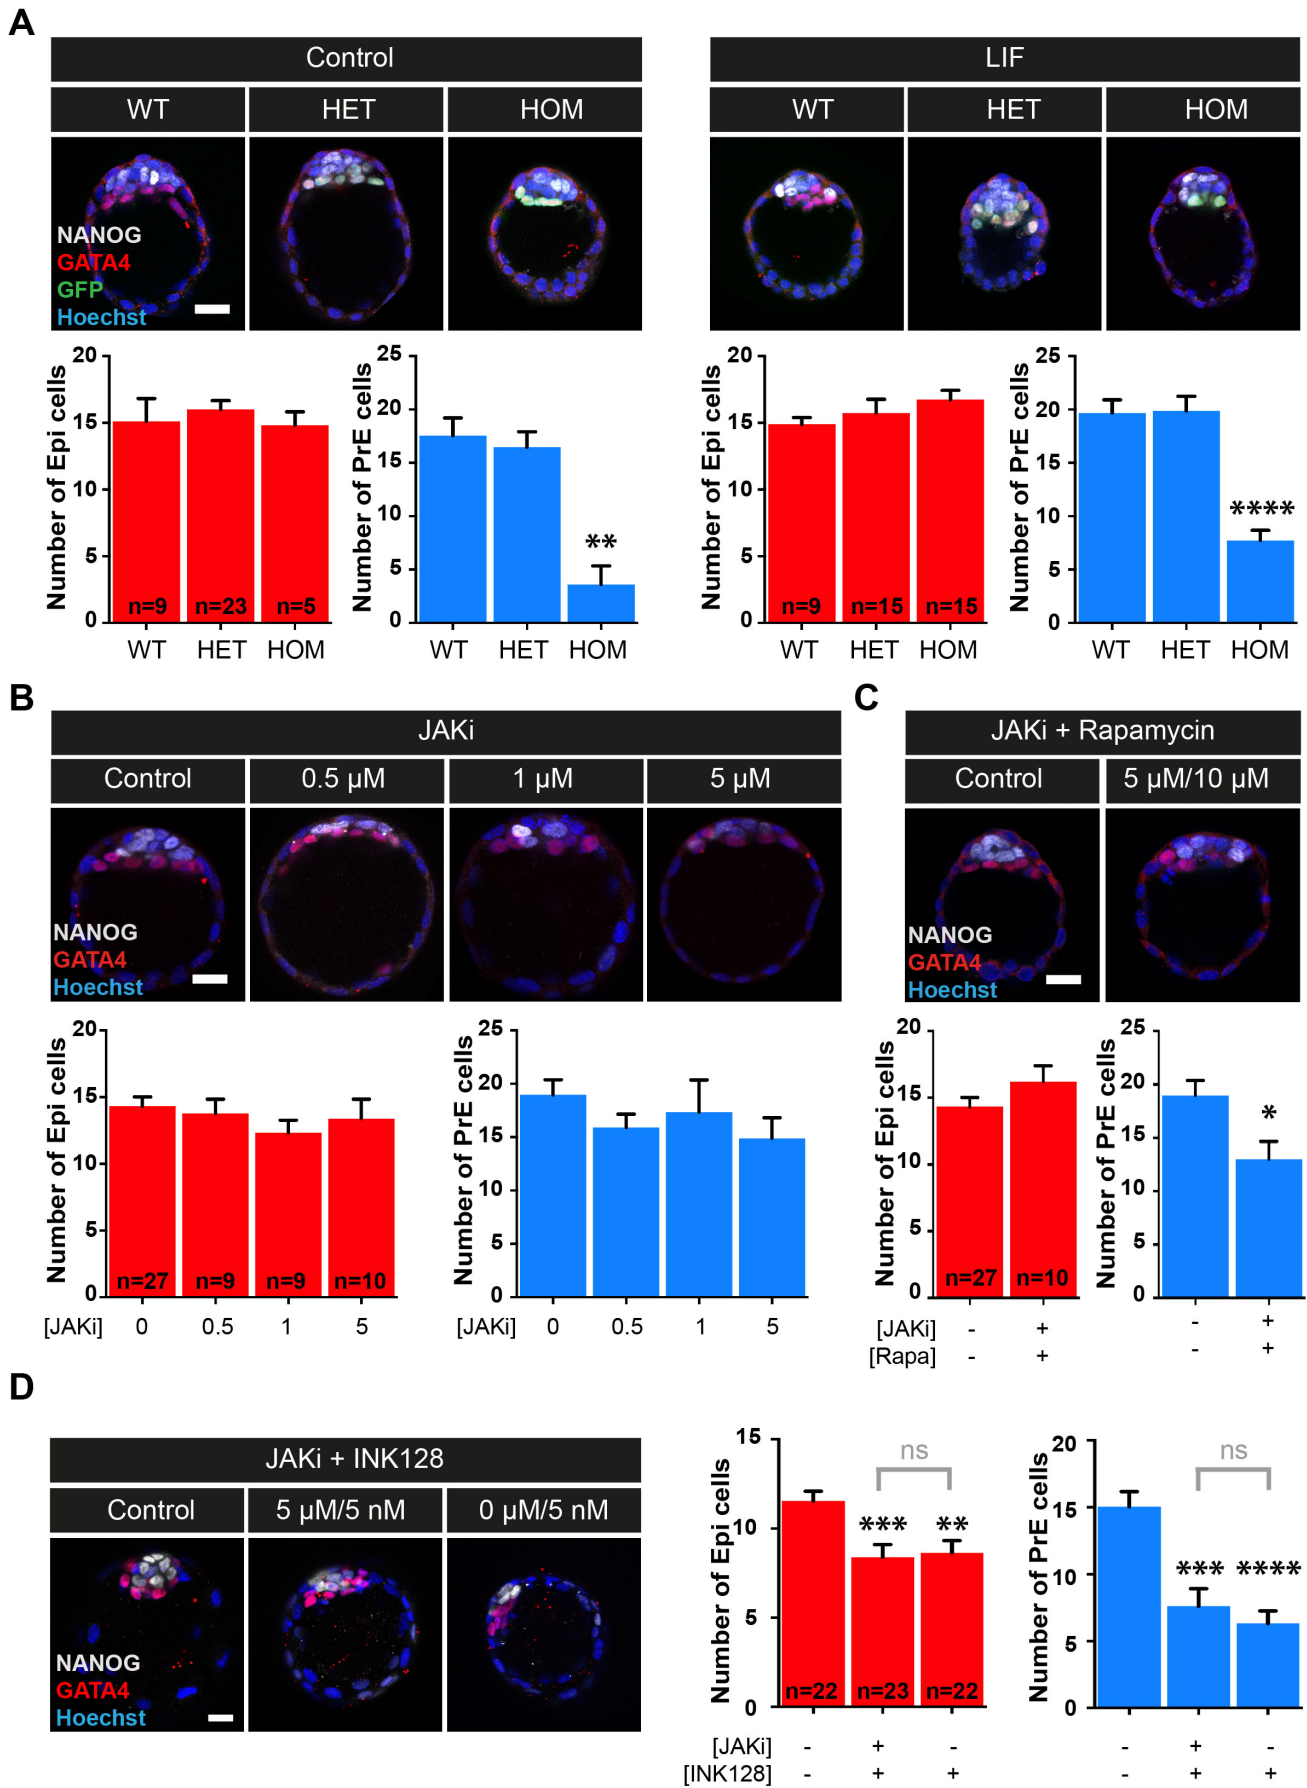 A
Control
LIF
WT HET HOM
WT HET HOM
NANOG
GATA4
GFP
Hoechst
Number of Epi cells
20
15
10
5
0
n=9 n=23 n=5
WT HET HOM
Number of PrE cells
25
20
15
10
5
0
**
WT HET HOM
Number of Epi cells
20
15
10
5
0
n=9 n=15 n=15
WT HET HOM
Number of PrE cells
25
20
15
10
5
0
****
WT HET HOM
B
JAKi
Control 0.5 µM 1 µM 5 µM
NANOG
GATA4
Hoechst
Number of Epi cells
20
15
10
5
0
n=27 n=9 n=9 n=10
[JAKi] 0 0.5 1 5
Number of PrE cells
25
20
15
10
5
0
[JAKi] 0 0.5 1 5
C
JAKi + Rapamycin
Control 5 µM/10 µM
NANOG
GATA4
Hoechst
Number of Epi cells
20
15
10
5
0
n=27 n=10
[JAKi] - +
[Rapa] - +
Number of PrE cells
25
20
15
10
5
0
*
- +
- +
D
JAKi + INK128
Control 5 µM/5 nM 0 µM/5 nM
NANOG
GATA4
Hoechst
Number of Epi cells
15
10
5
0
ns
*** **
n=22 n=23 n=22
[JAKi] - + -
[INK128] - + +
Number of PrE cells
20
15
10
5
0
ns
*** ****
- + -
- + +